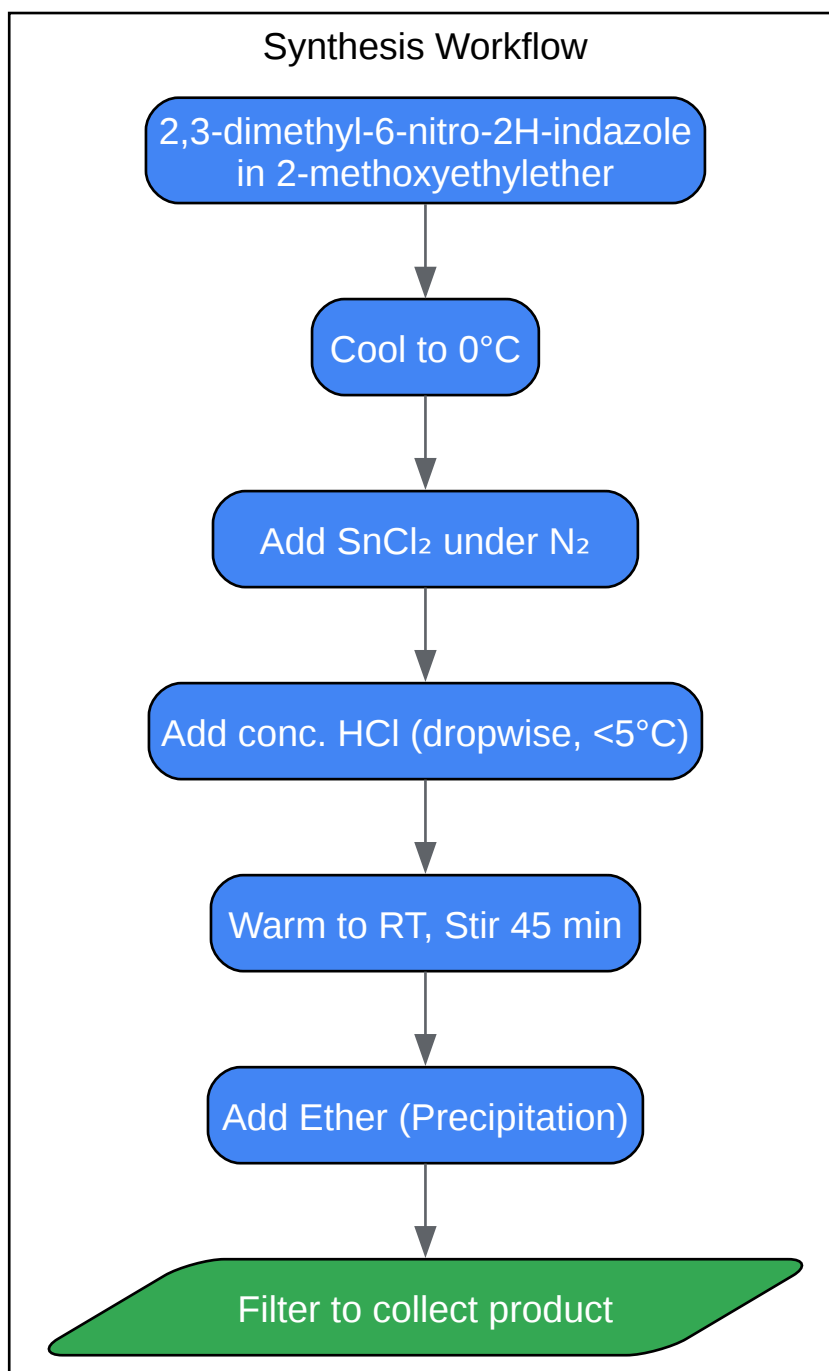 Synthesis Workflow
2,3-dimethyl-6-nitro-2H-indazole
in 2-methoxyethylether
Cool to 0°C
Add SnCl₂ under N₂
Add conc. HCl (dropwise, <5°C)
Warm to RT, Stir 45 min
Add Ether (Precipitation)
Filter to collect product